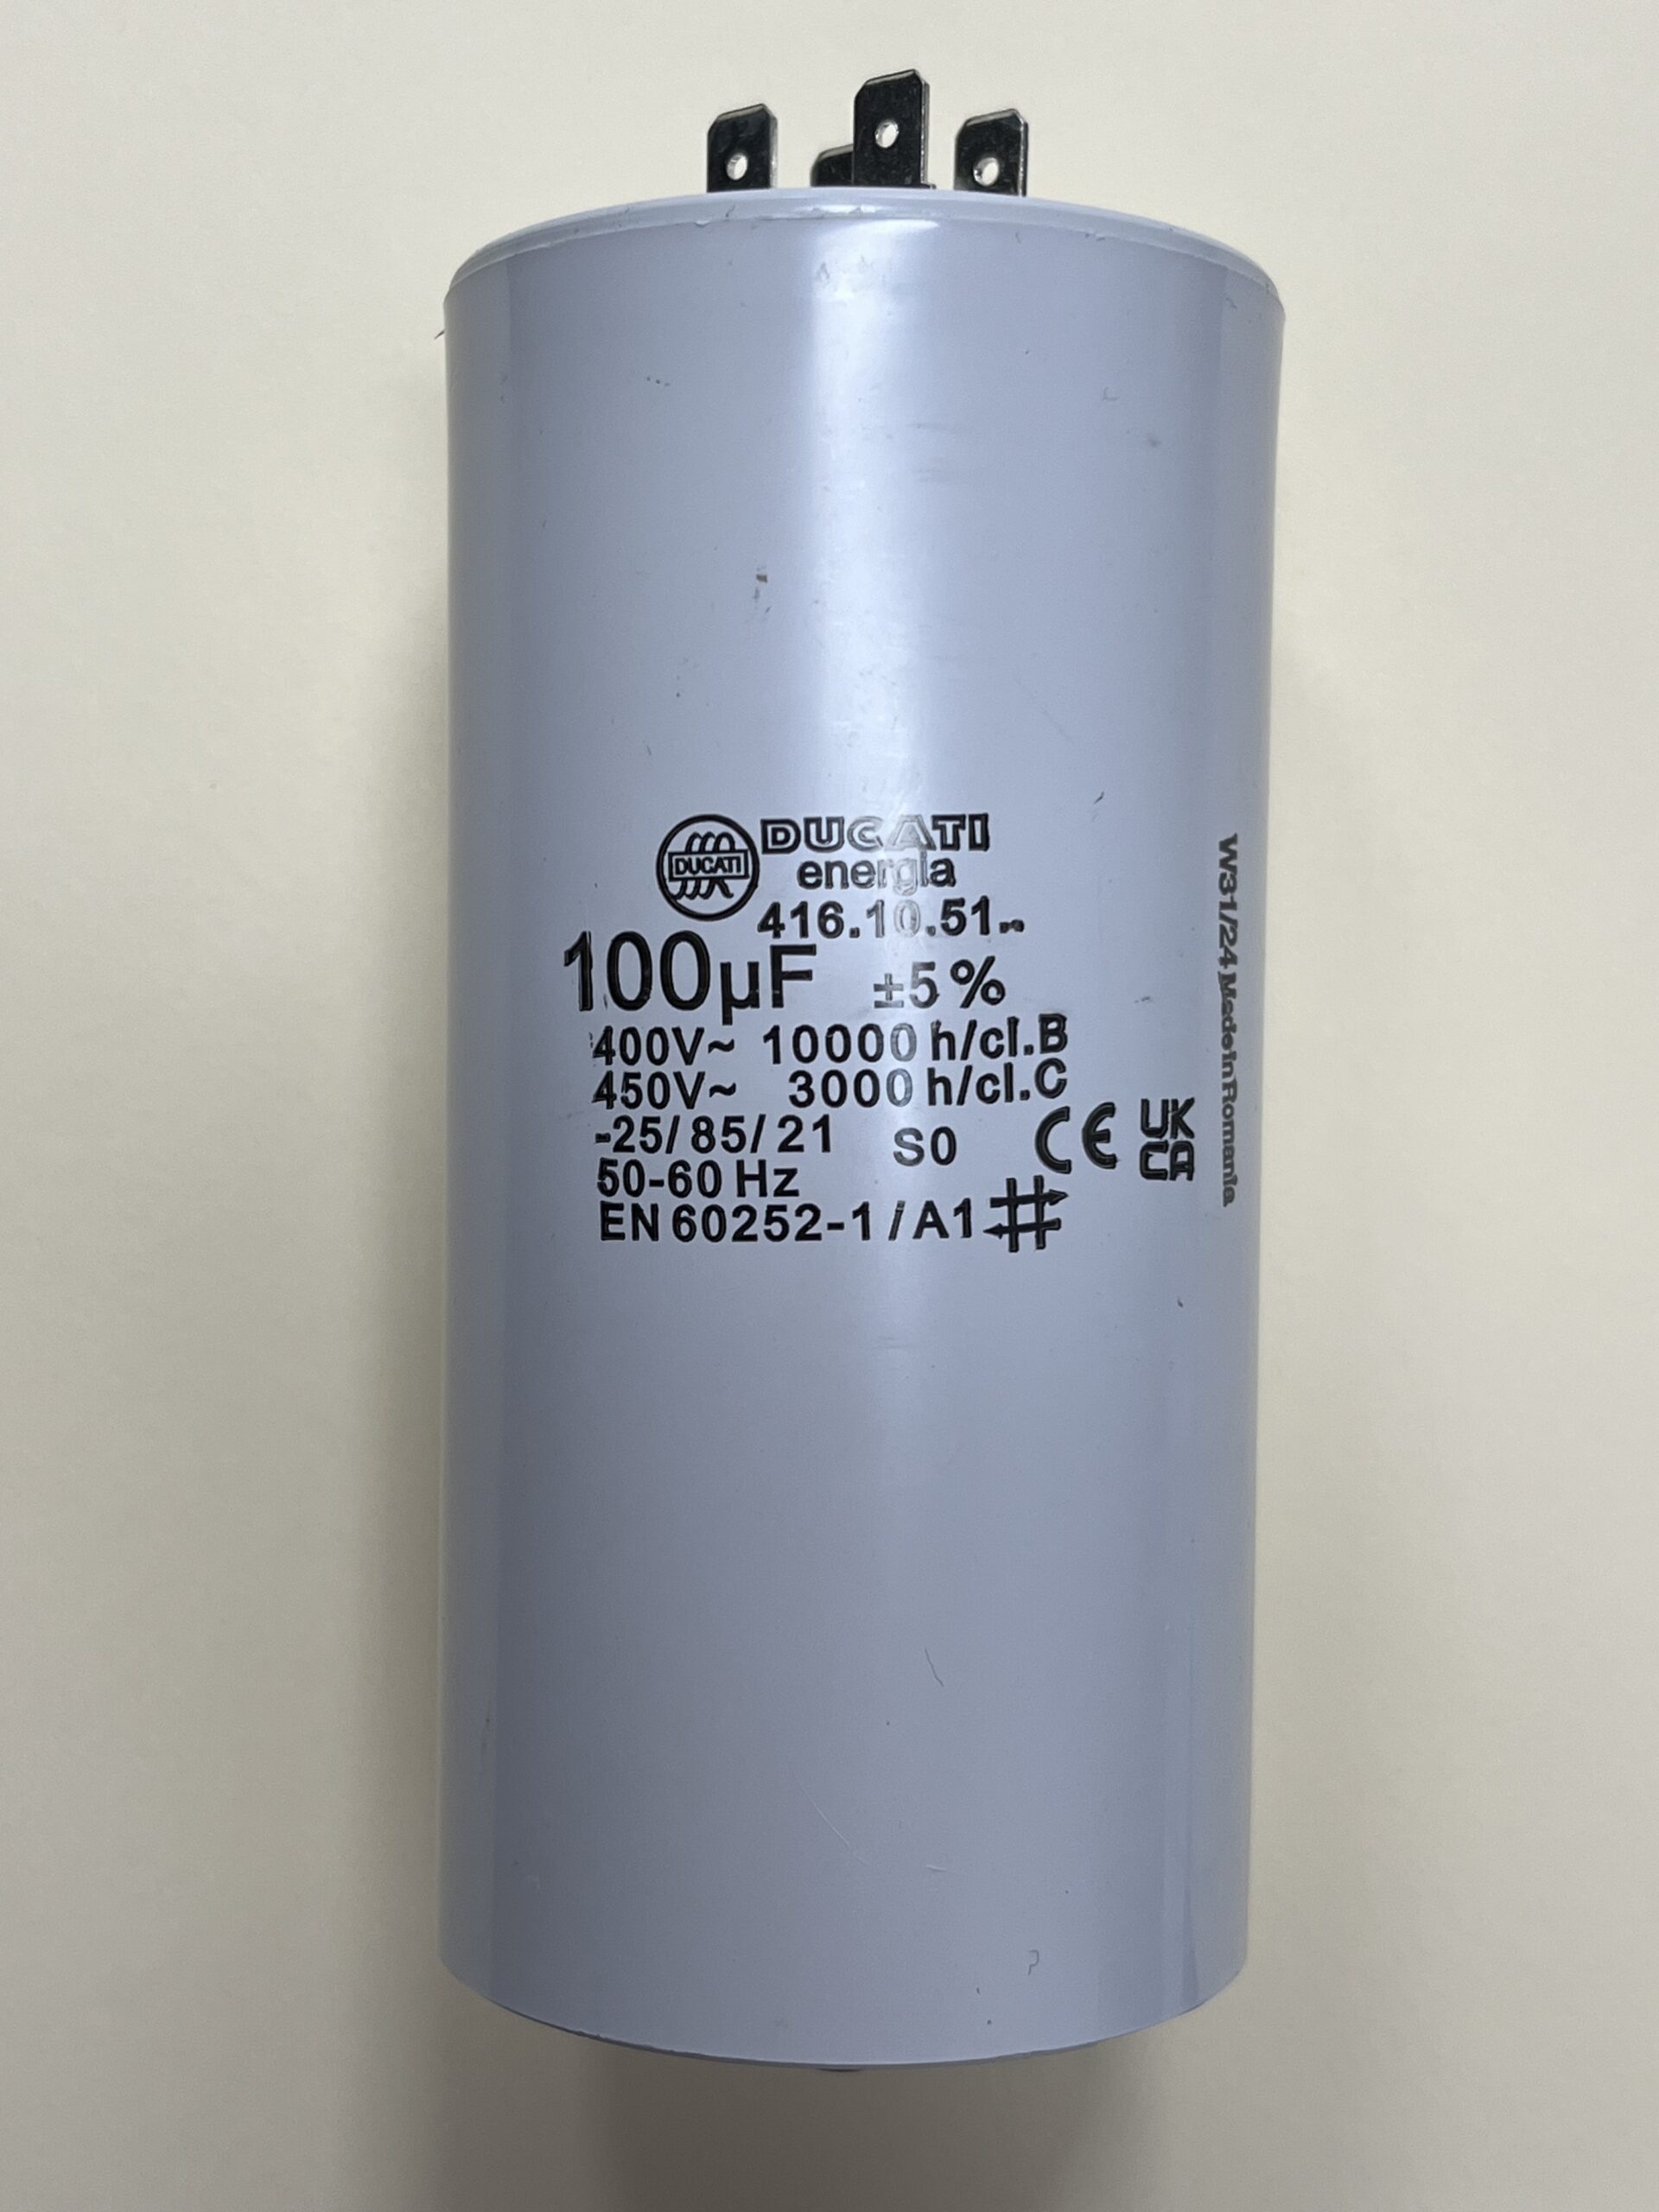 DUCATI
DUCATI
energia
416.10.51..
100µF ±5%
400V~ 10000 h/cl.B
450V~ 3000 h/cl.C
-25/85/21 S0 CE UK CA
50-60 Hz
EN 60252-1/A1
W31/24 Made in Romania